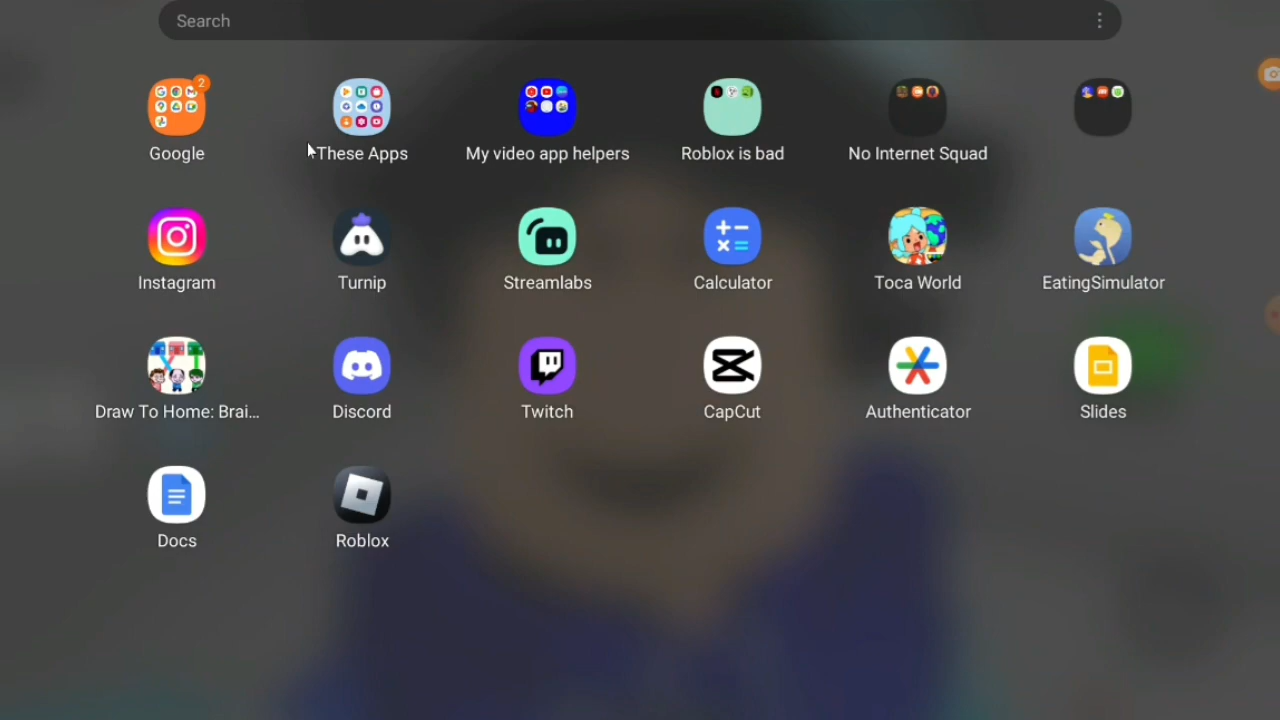 Search
2
Google
These Apps
My video app helpers
Roblox is bad
No Internet Squad
Instagram
Turnip
Streamlabs
Calculator
Toca World
EatingSimulator
Draw To Home: Brai...
Discord
Twitch
CapCut
Authenticator
Slides
Docs
Roblox